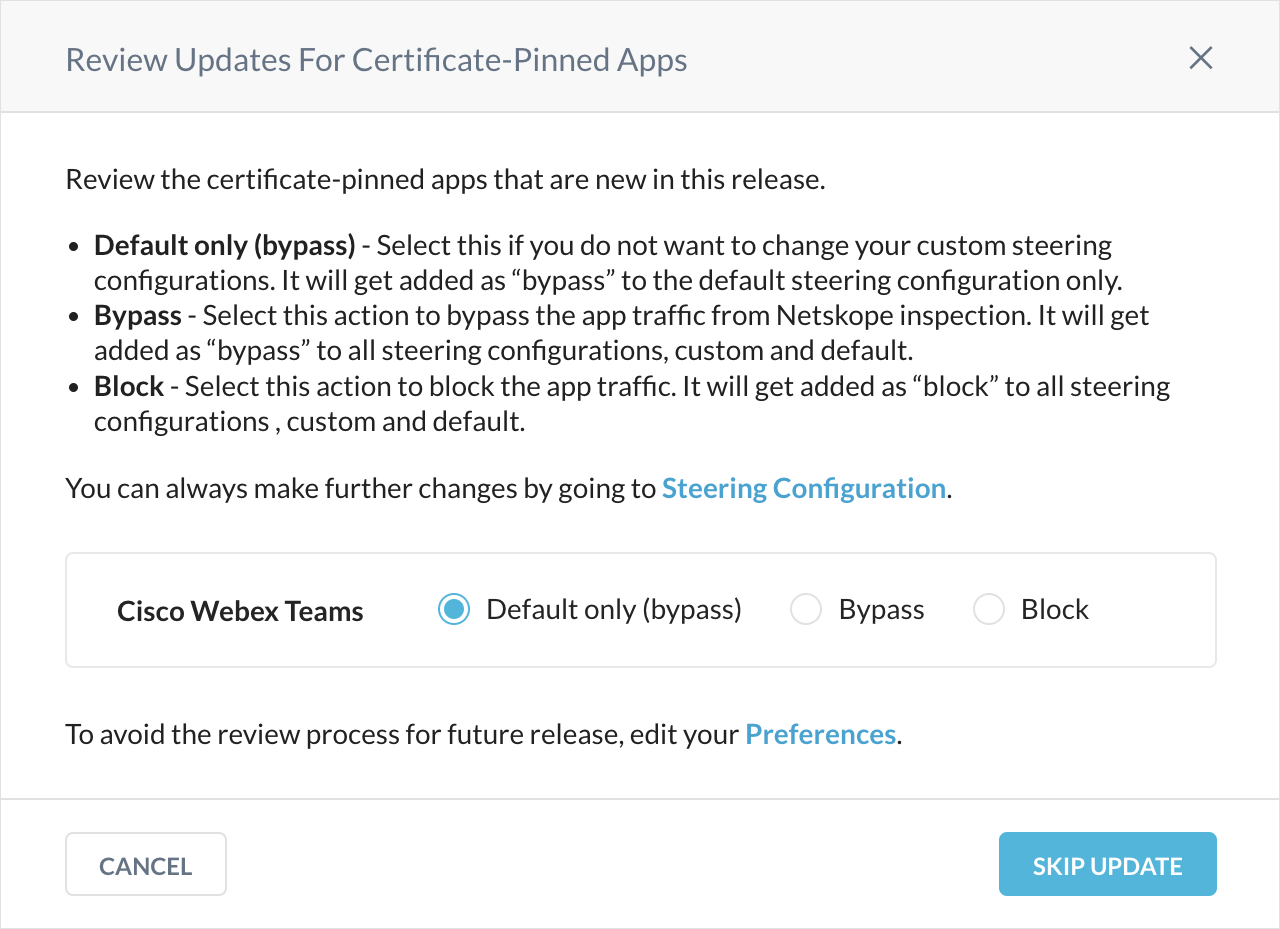 Review Updates For Certificate-Pinned Apps
Review the certificate-pinned apps that are new in this release.
• Default only (bypass) - Select this if you do not want to change your custom steering
configurations. It will get added as “bypass” to the default steering configuration only.
• Bypass - Select this action to bypass the app traffic from Netskope inspection. It will get
added as “bypass” to all steering configurations, custom and default.
• Block - Select this action to block the app traffic. It will get added as “block” to all steering
configurations , custom and default.
You can always make further changes by going to Steering Configuration.
Cisco Webex Teams Default only (bypass) Bypass Block
To avoid the review process for future release, edit your Preferences.
CANCEL SKIP UPDATE